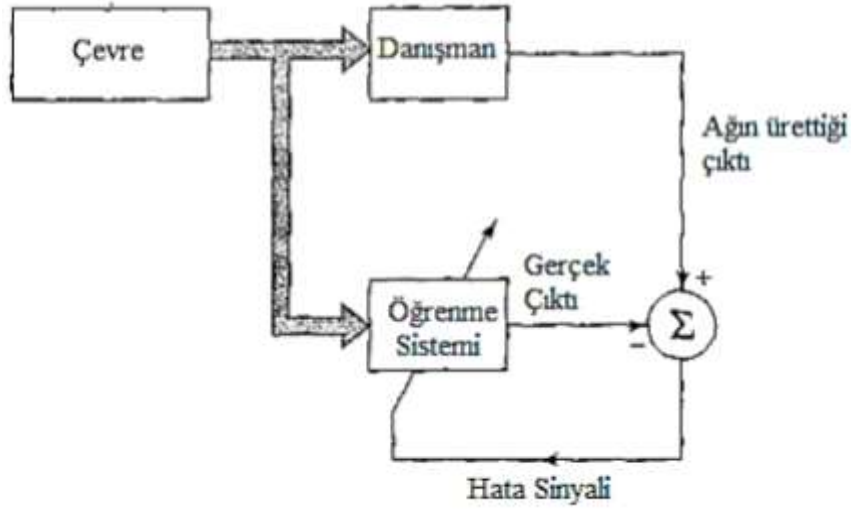 Çevre
Danışman
Ağın ürettiği
çıktı
Gerçek
Çıktı
+
Öğrenme
Sistemi
−
Σ
Hata Sinyali